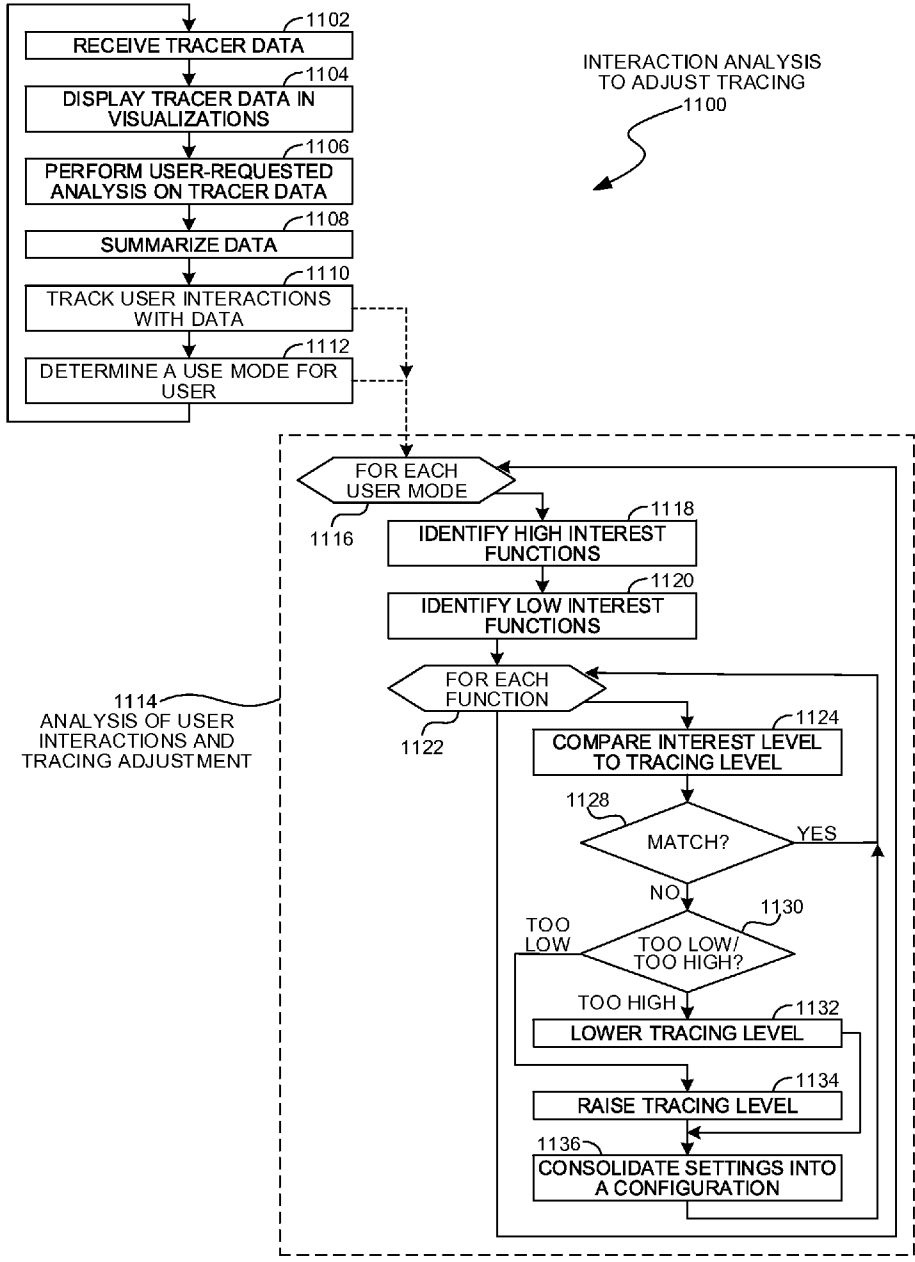 1102
RECEIVE TRACER DATA
1104
DISPLAY TRACER DATA IN
VISUALIZATIONS
1106
PERFORM USER-REQUESTED
ANALYSIS ON TRACER DATA
1108
SUMMARIZE DATA
1110
TRACK USER INTERACTIONS
WITH DATA
1112
DETERMINE A USE MODE FOR
USER
INTERACTION ANALYSIS
TO ADJUST TRACING
1100
FOR EACH
USER MODE
1116
1118
IDENTIFY HIGH INTEREST
FUNCTIONS
1120
IDENTIFY LOW INTEREST
FUNCTIONS
FOR EACH
FUNCTION
1122
1114
ANALYSIS OF USER
INTERACTIONS AND
TRACING ADJUSTMENT
1124
COMPARE INTEREST LEVEL
TO TRACING LEVEL
1128
MATCH?
YES
NO
1130
TOO
LOW
TOO LOW/
TOO HIGH?
TOO HIGH
1132
LOWER TRACING LEVEL
1134
RAISE TRACING LEVEL
1136
CONSOLIDATE SETTINGS INTO
A CONFIGURATION